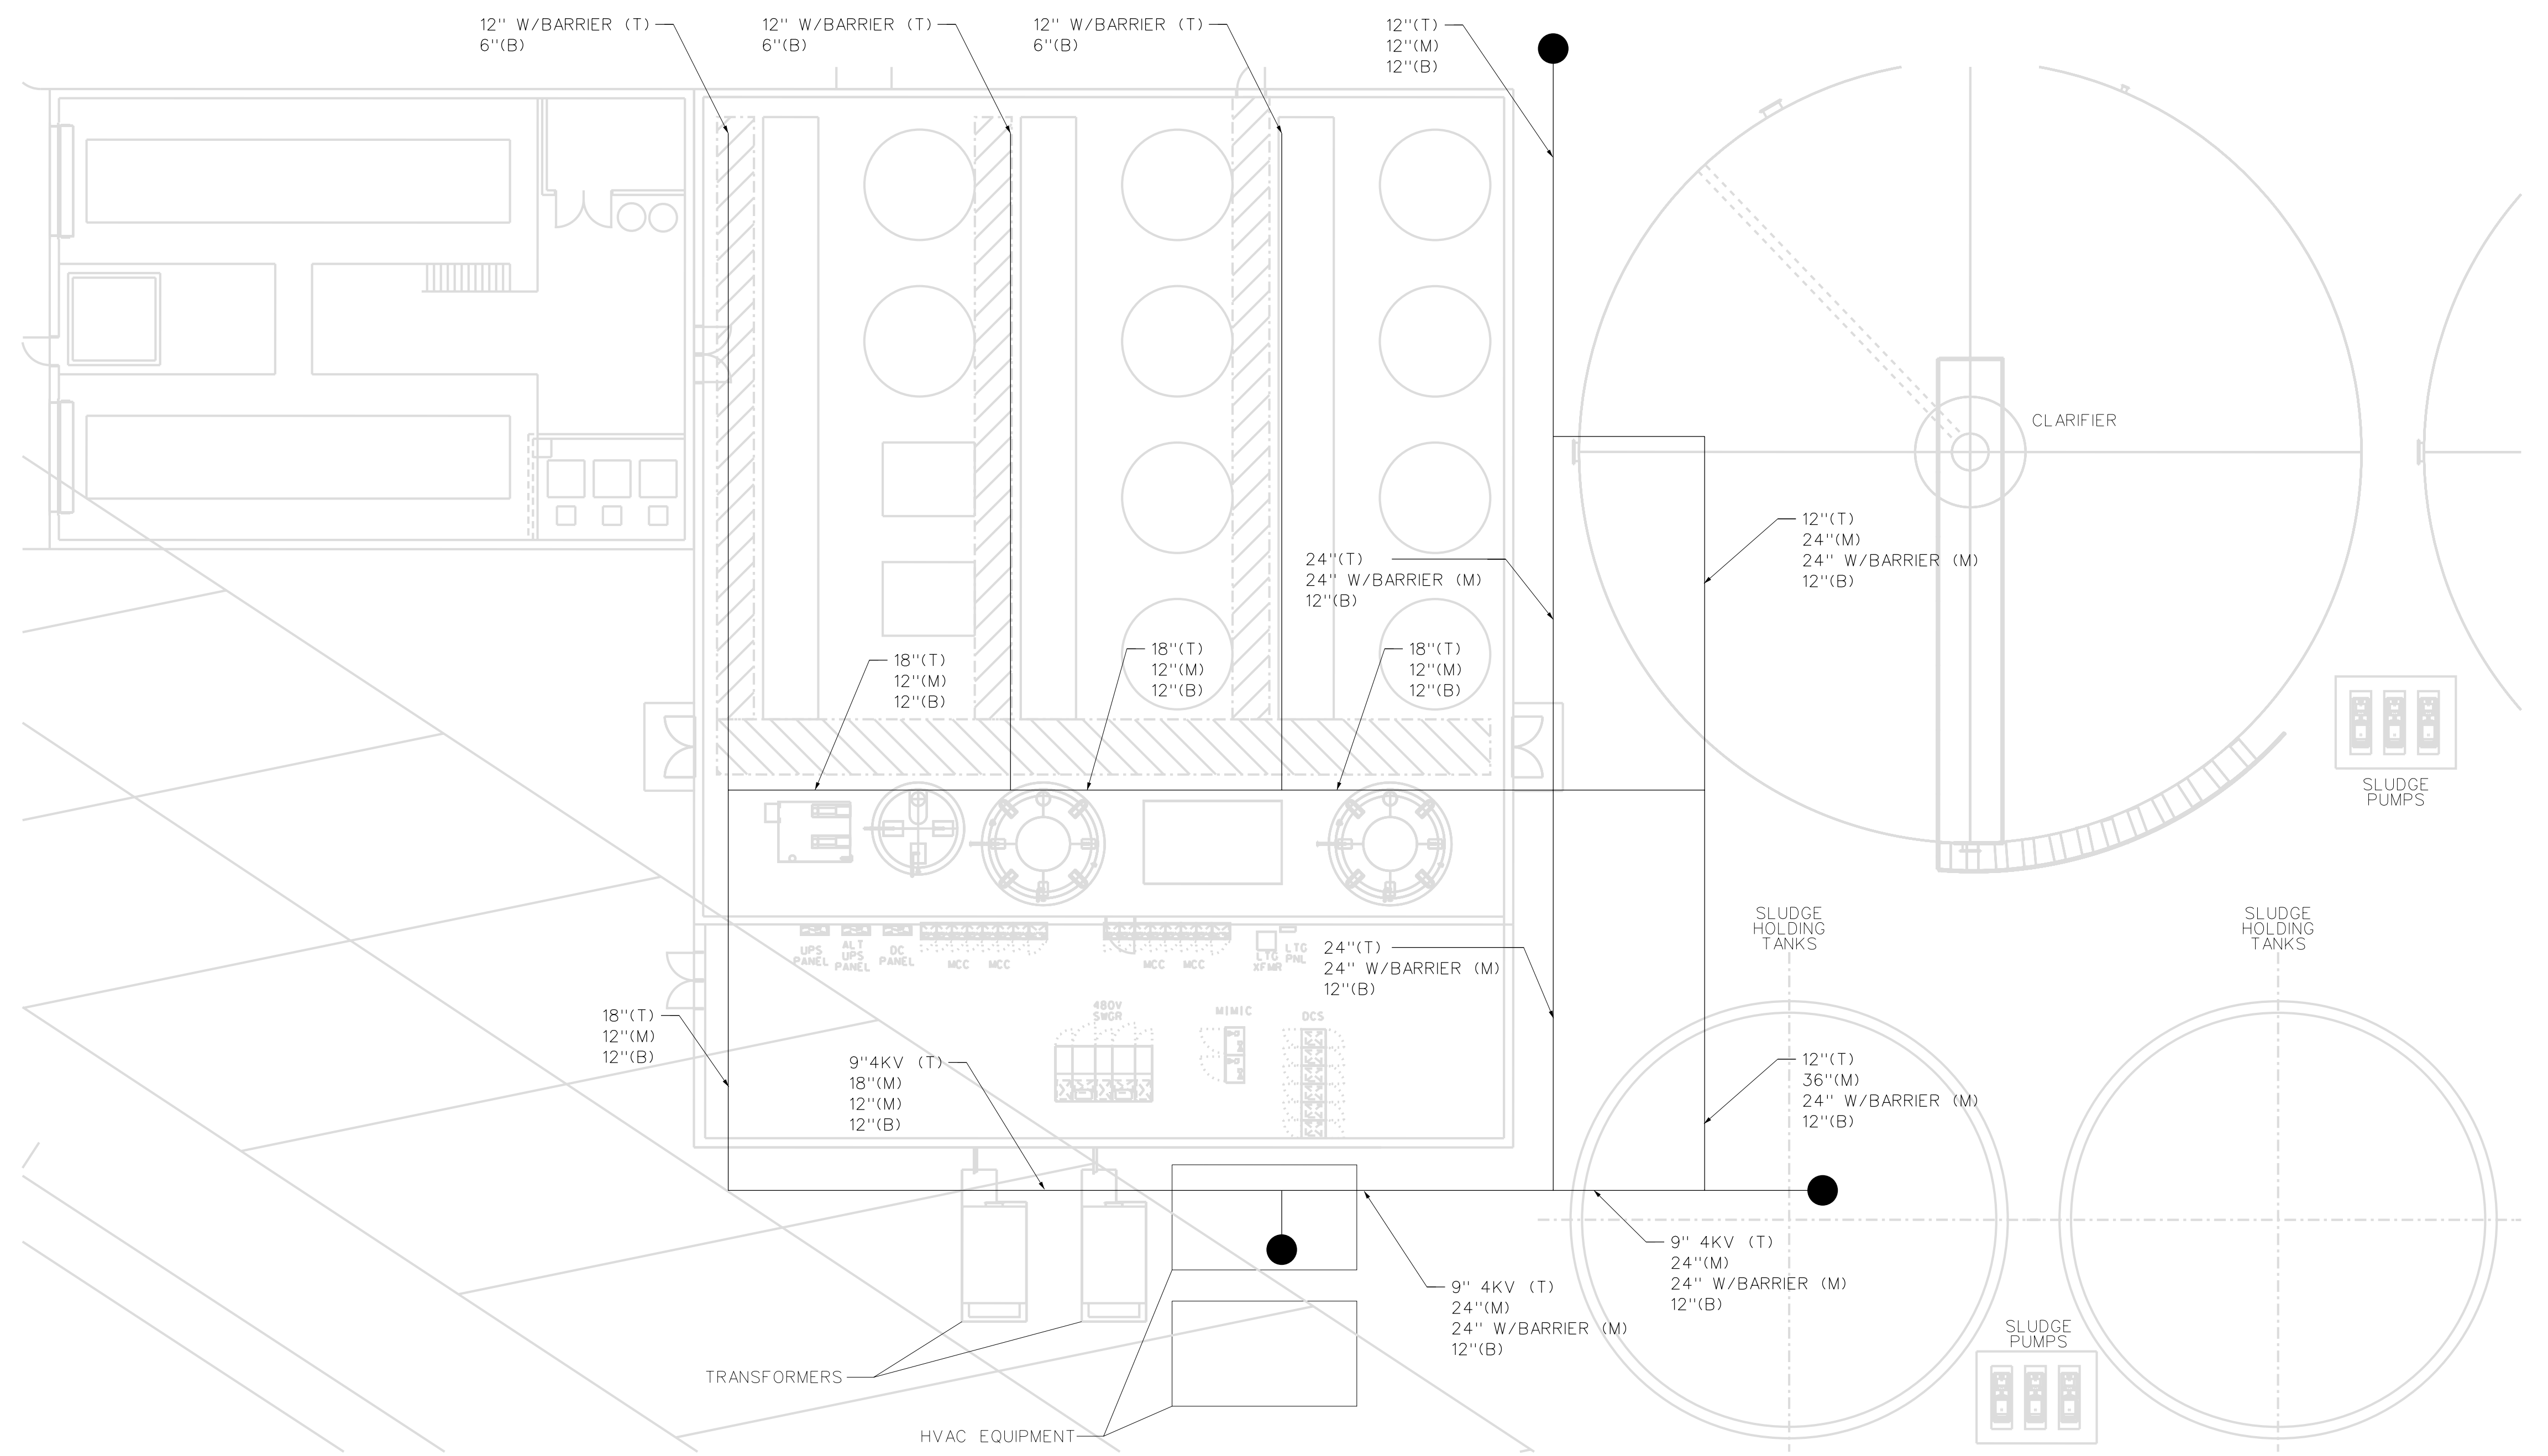 12" W/BARRIER (T)
6"(B)
12" W/BARRIER (T)
6"(B)
12" W/BARRIER (T)
6"(B)
12"(T)
12"(M)
12"(B)
CLARIFIER
12"(T)
24"(M)
24" W/BARRIER (M)
12"(B)
24"(T)
24" W/BARRIER (M)
12"(B)
18"(T)
12"(M)
12"(B)
18"(T)
12"(M)
12"(B)
18"(T)
12"(M)
12"(B)
SLUDGE
PUMPS
SLUDGE
HOLDING
TANKS
SLUDGE
HOLDING
TANKS
UPS
PANEL
ALT
UPS
PANEL
DC
PANEL
MCC
MCC
MCC
MCC
LTG
XFMR
LTG
PNL
24"(T)
24" W/BARRIER (M)
12"(B)
480V
SWGR
MIMIC
DCS
18"(T)
12"(M)
12"(B)
9"4KV (T)
18"(M)
12"(M)
12"(B)
12"(T)
36"(M)
24" W/BARRIER (M)
12"(B)
9" 4KV (T)
24"(M)
24" W/BARRIER (M)
12"(B)
9" 4KV (T)
24"(M)
24" W/BARRIER (M)
12"(B)
SLUDGE
PUMPS
TRANSFORMERS
HVAC EQUIPMENT